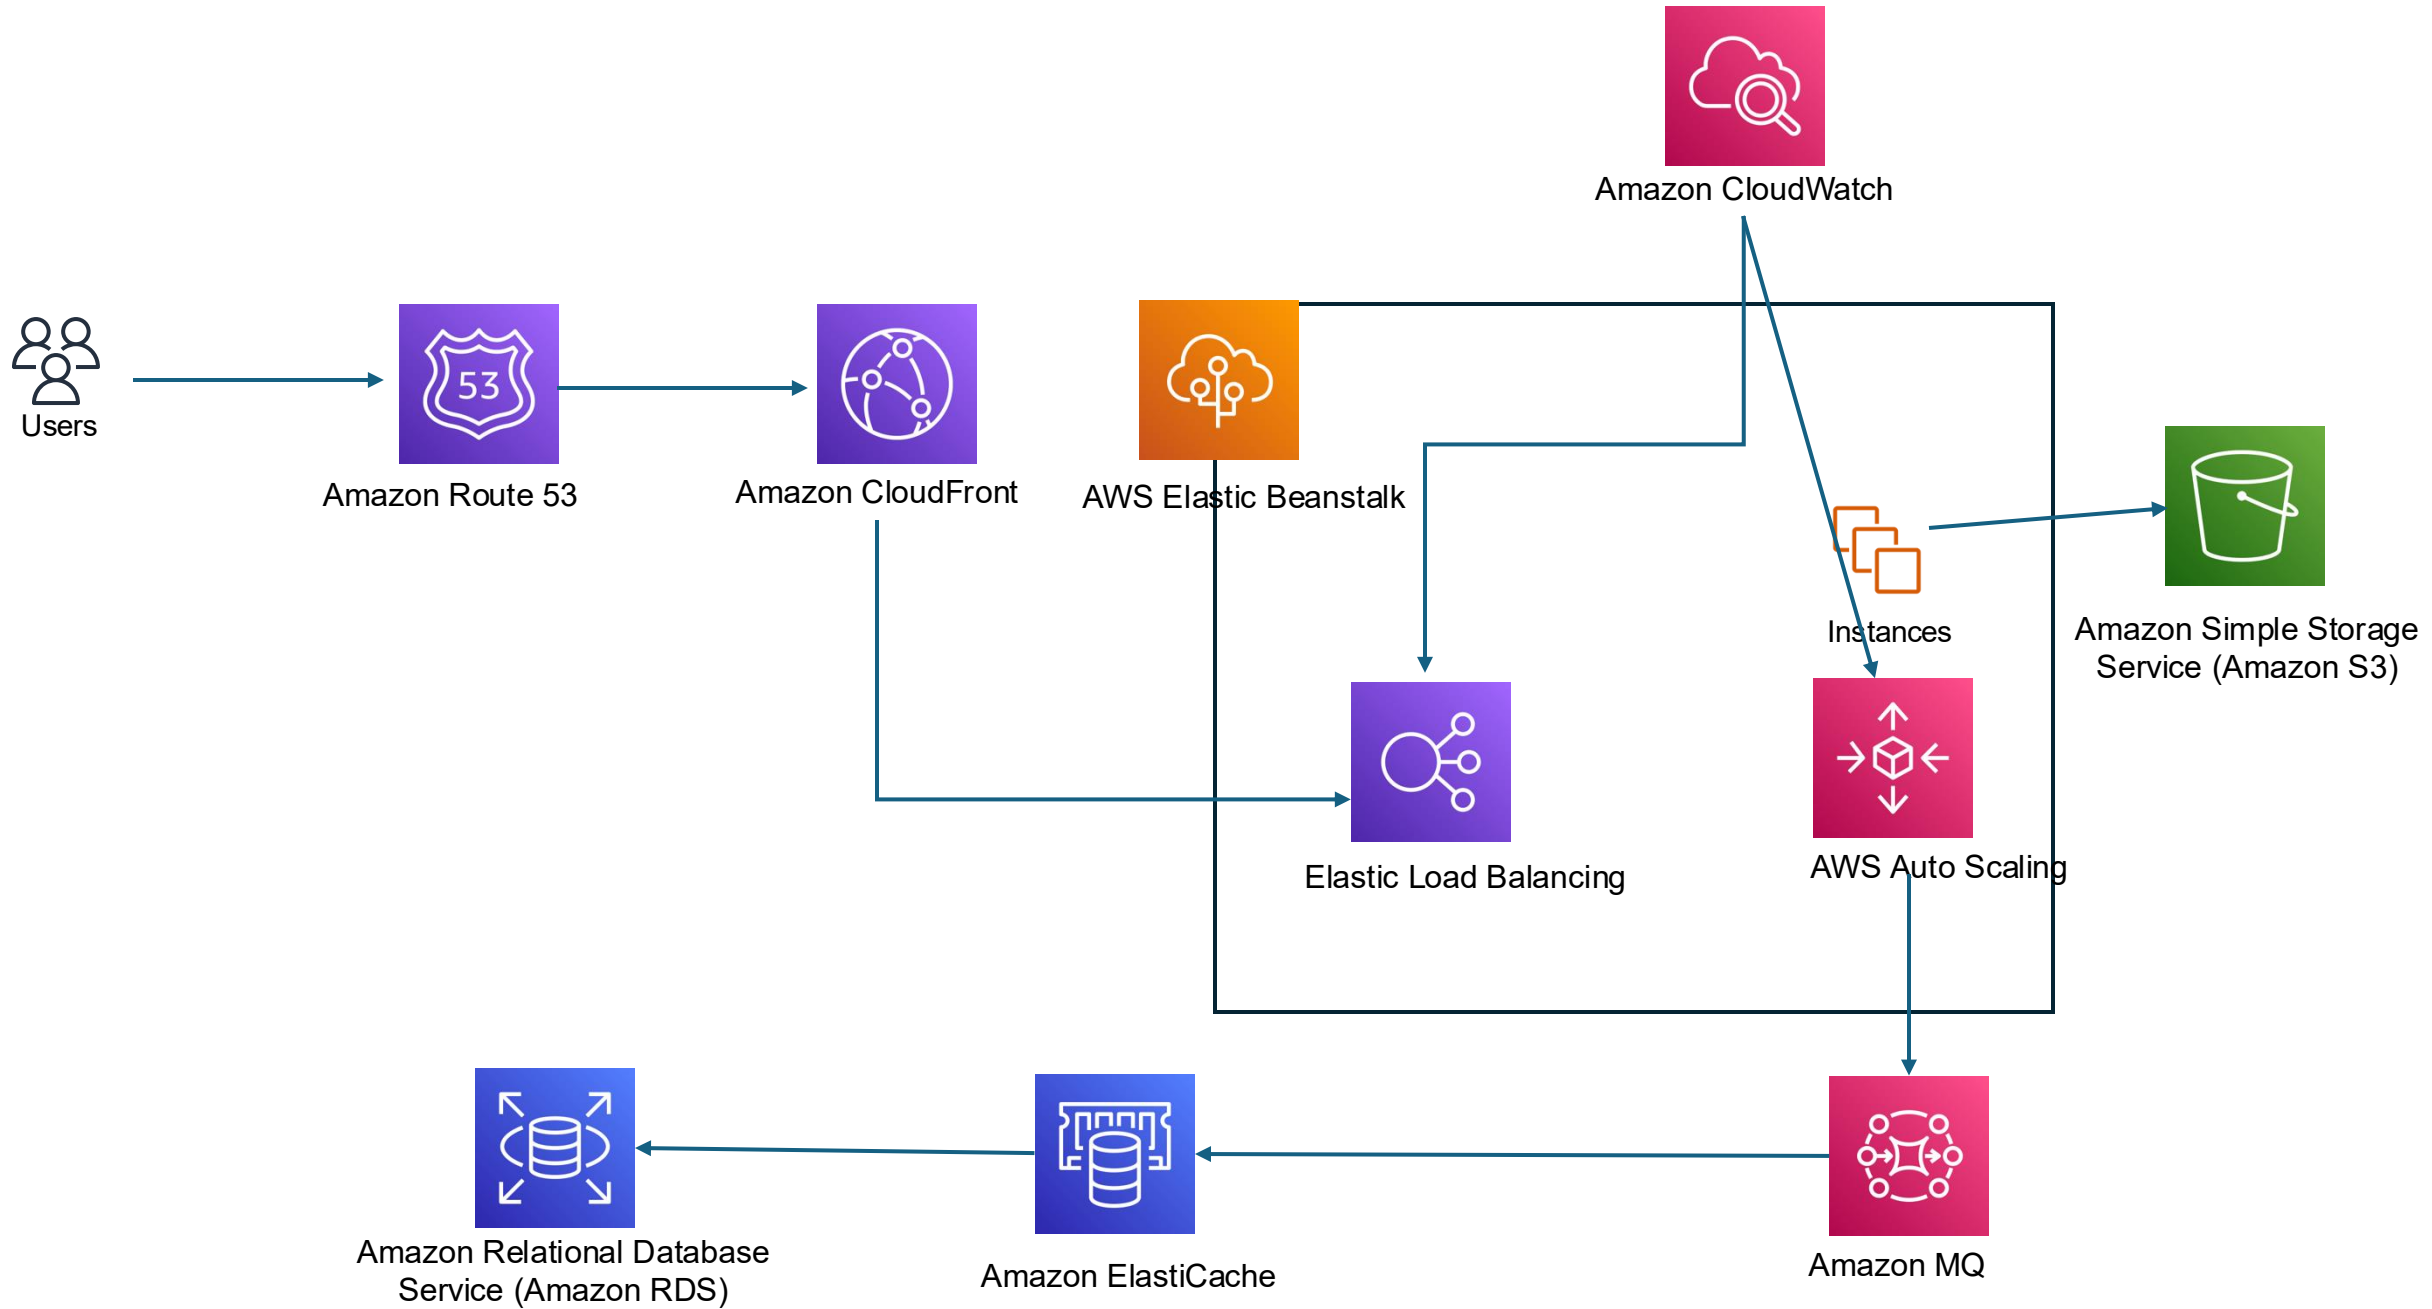 Amazon CloudWatch
Users
53
Amazon Route 53
Amazon CloudFront
AWS Elastic Beanstalk
Instances
Amazon Simple Storage
Service (Amazon S3)
Elastic Load Balancing
AWS Auto Scaling
Amazon Relational Database
Service (Amazon RDS)
Amazon ElastiCache
Amazon MQ